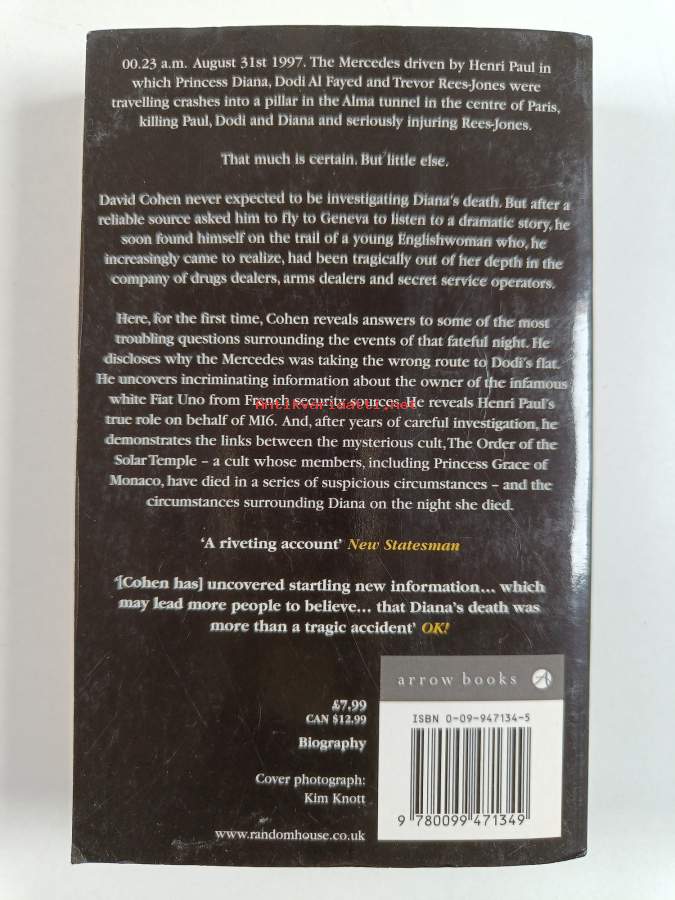 00.23 a.m. August 31st 1997. The Mercedes driven by Henri Paul in
which Princess Diana, Dodi Al Fayed and Trevor Rees-Jones were
travelling crashes into a pillar in the Alma tunnel in the centre of Paris,
killing Paul, Dodi and Diana and seriously injuring Rees-Jones.
That much is certain. But little else.
David Cohen never expected to be investigating Diana's death. But after a
reliable source asked him to fly to Geneva to listen to a dramatic story, he
soon found himself on the trail of a young Englishwoman who, he
increasingly came to realize, had been tragically out of her depth in the
company of drugs dealers, arms dealers and secret service operators.
Here, for the first time, Cohen reveals answers to some of the most
troubling questions surrounding the events of that fateful night. He
discloses why the Mercedes was taking the wrong route to Dodi's flat.
He uncovers incriminating information about the owner of the infamous
white Fiat Uno from French security sources. He reveals Henri Paul's
Antikvariaatti.net
true role on behalf of MI6. And, after years of careful investigation, he
demonstrates the links between the mysterious cult, The Order of the
Solar Temple – a cult whose members, including Princess Grace of
Monaco, have died in a series of suspicious circumstances – and the
circumstances surrounding Diana on the night she died.
'A riveting account' New Statesman
'[Cohen has] uncovered startling new information... which
may lead more people to believe... that Diana's death was
more than a tragic accident' OK!
arrow books
£7.99
CAN $12.99
Biography
Cover photograph:
Kim Knott
www.randomhouse.co.uk
ISBN 0-09-947134-5
9 780099 471349